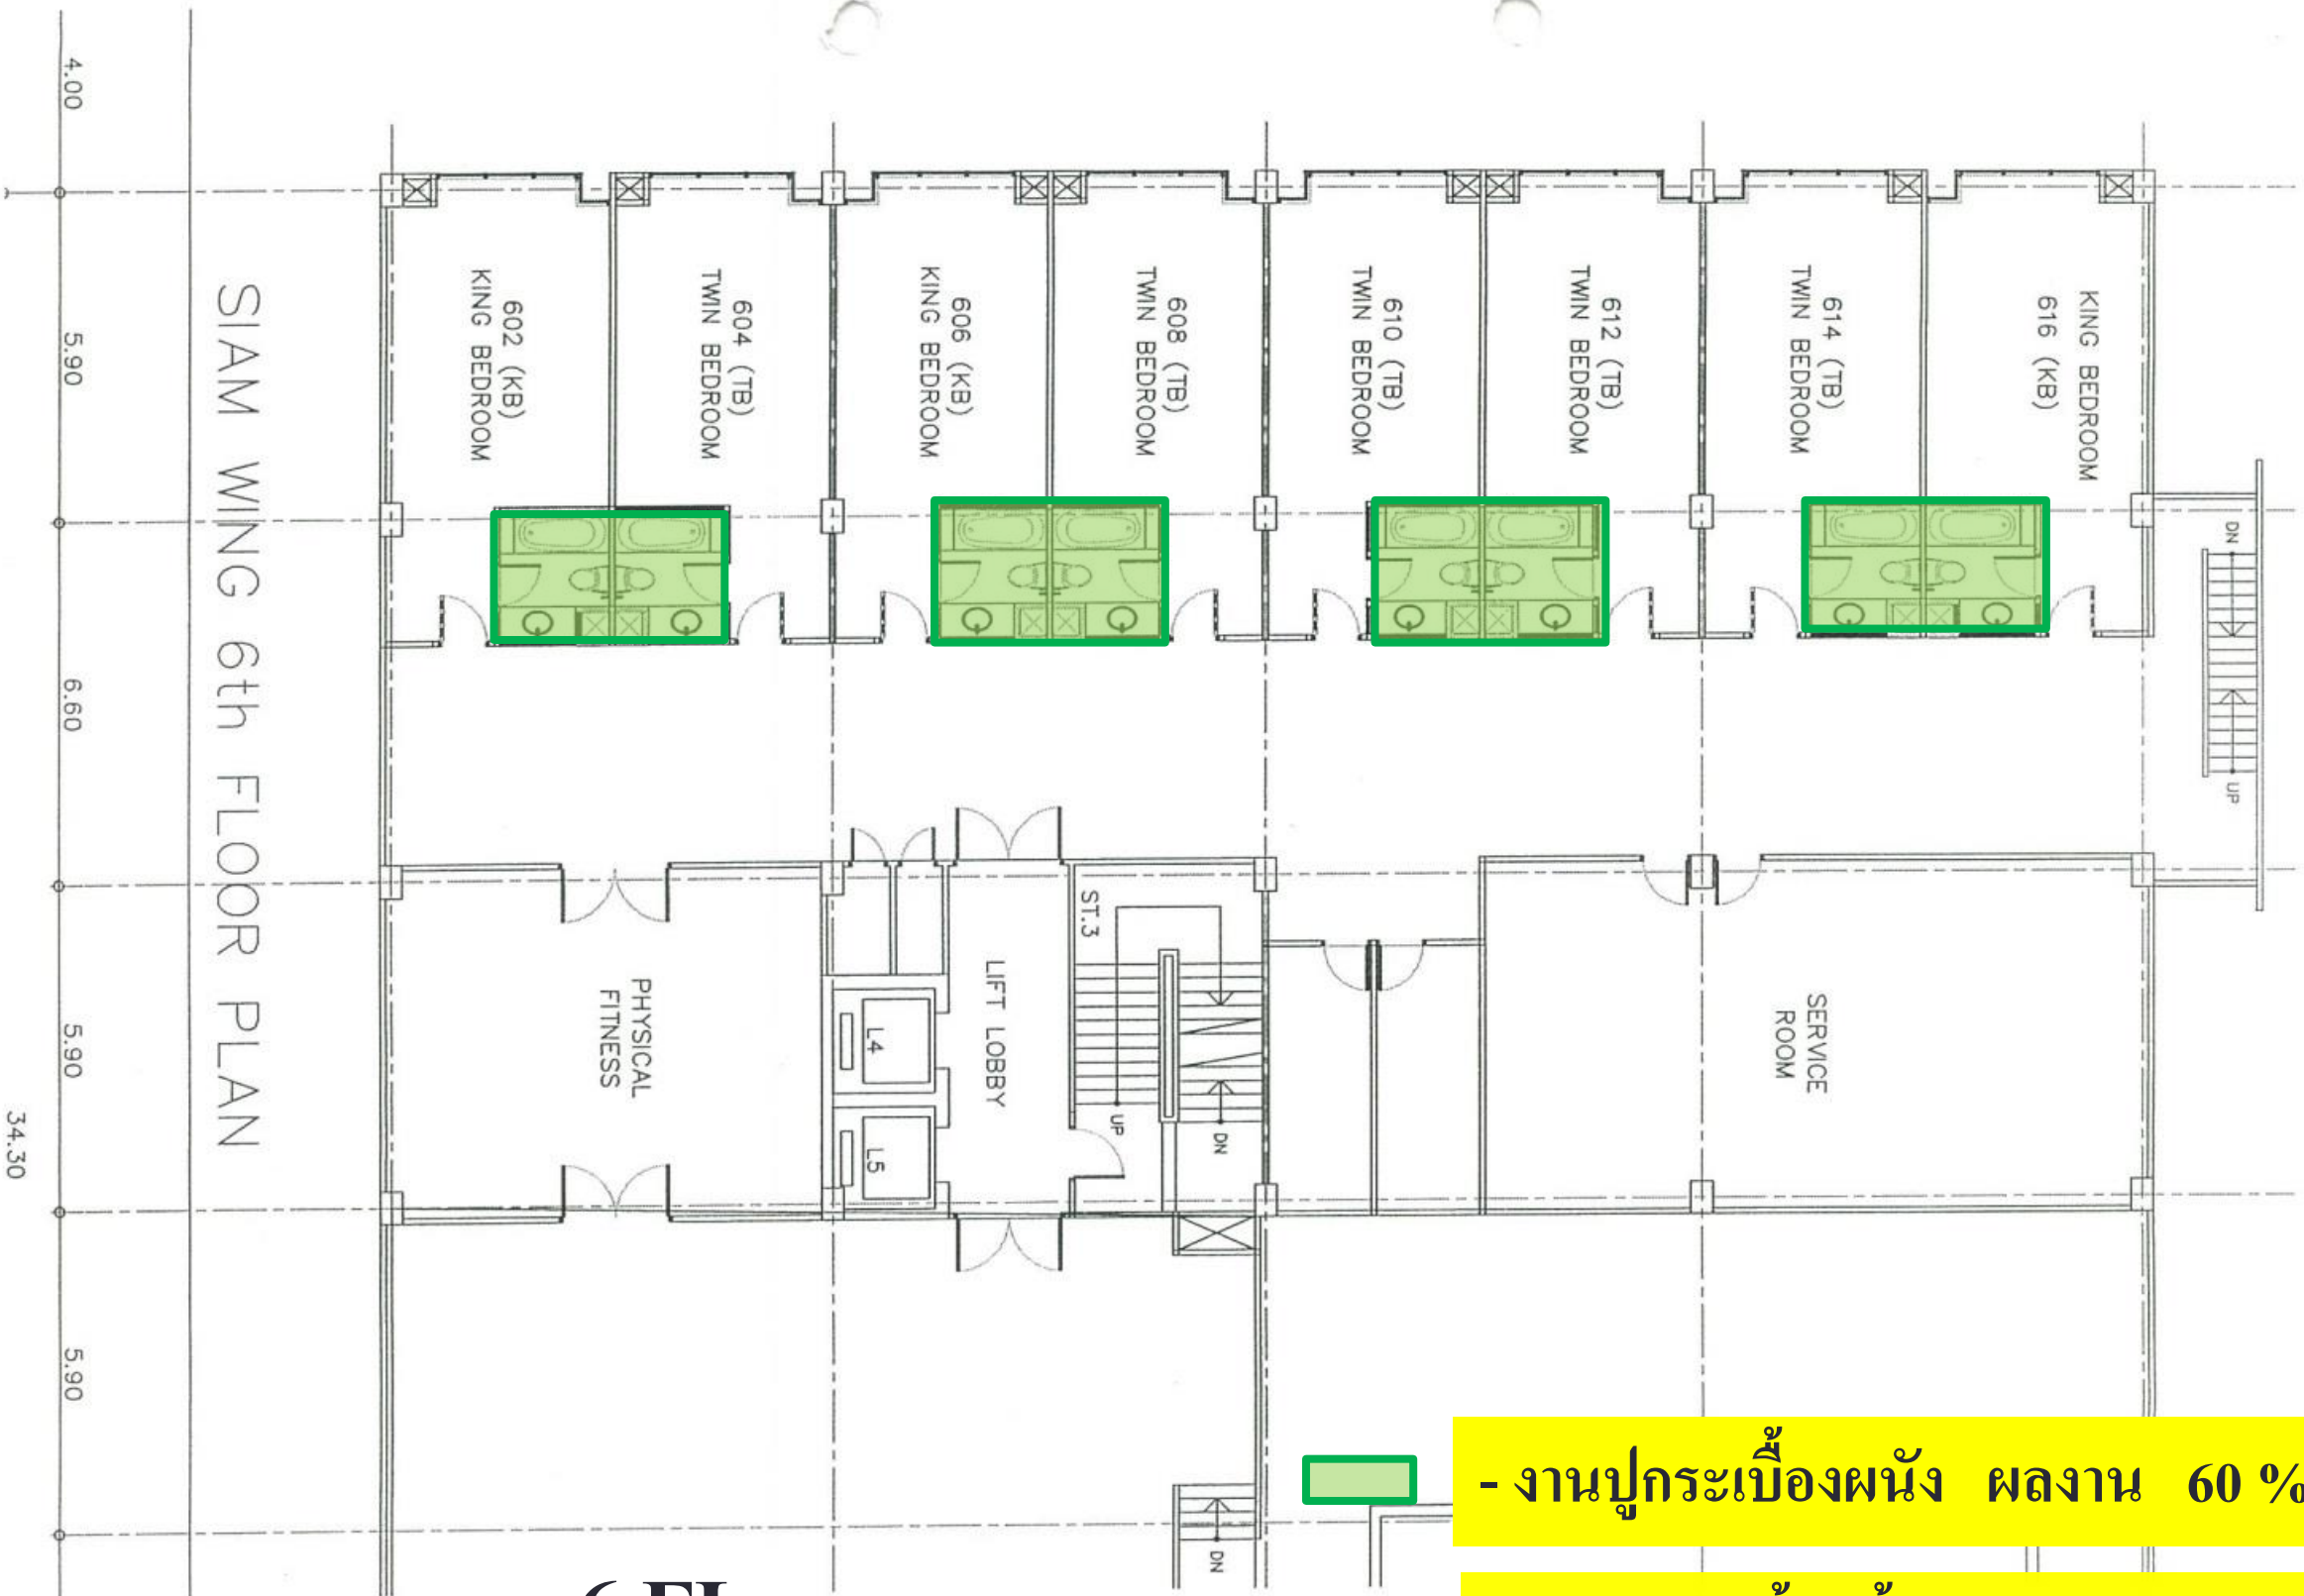 4.00
5.90
6.60
5.90
5.90
34.30
SIAM WING 6th FLOOR PLAN
602 (KB)
KING BEDROOM
604 (TB)
TWIN BEDROOM
606 (KB)
KING BEDROOM
608 (TB)
TWIN BEDROOM
610 (TB)
TWIN BEDROOM
612 (TB)
TWIN BEDROOM
614 (TB)
TWIN BEDROOM
KING BEDROOM
616 (KB)
DN
UP
PHYSICAL
FITNESS
L4
L5
LIFT LOBBY
ST.3
UP
DN
SERVICE
ROOM
DN
- งานปูกระเบื้องผนัง ผลงาน 60 %